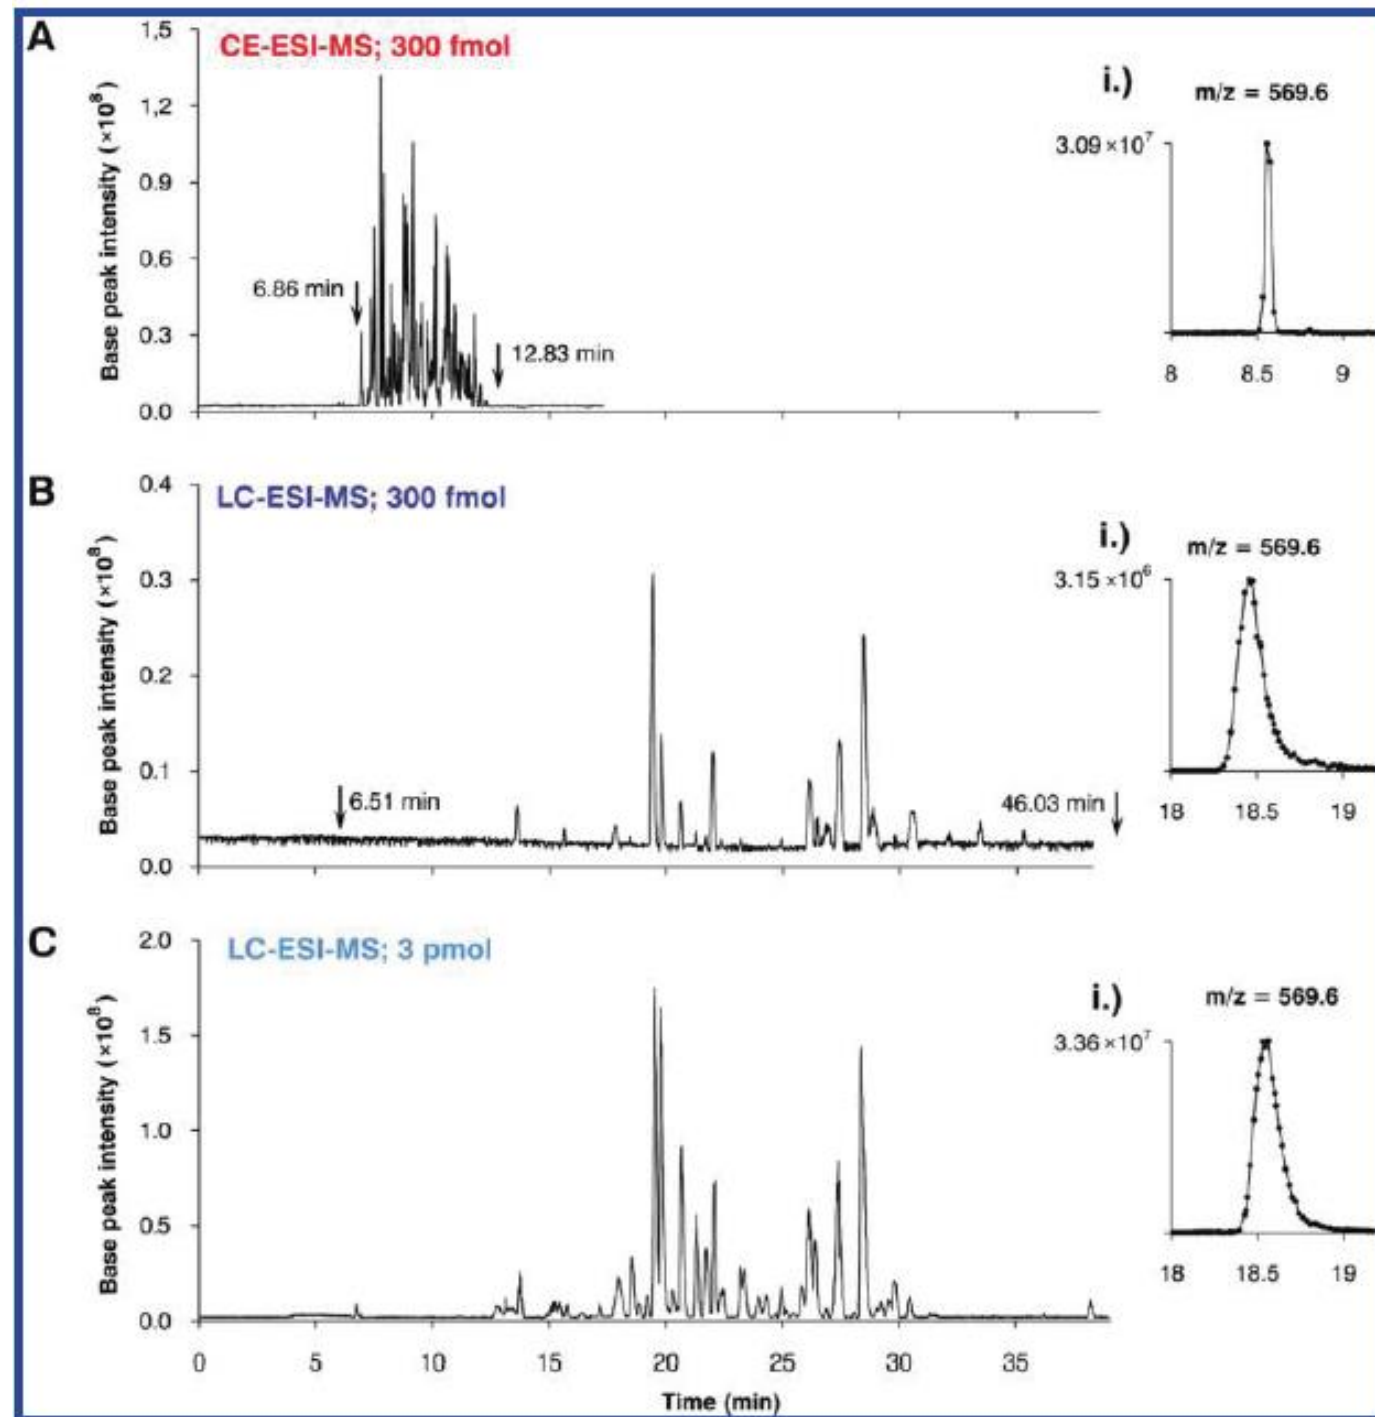 A
CE-ESI-MS; 300 fmol
Base peak intensity (×10⁸)
1,5
1,2
0.9
0.6
0.3
0.0
6.86 min
12.83 min
i.)
m/z = 569.6
3.09×10⁷
8 8.5 9
B
LC-ESI-MS; 300 fmol
Base peak intensity (×10⁸)
0.4
0.3
0.2
0.1
0.0
6.51 min
46.03 min
i.)
m/z = 569.6
3.15×10⁶
18 18.5 19
C
LC-ESI-MS; 3 pmol
Base peak intensity (×10⁸)
2.0
1.5
1.0
0.5
0.0
i.)
m/z = 569.6
3.36×10⁷
18 18.5 19
0 5 10 15 20 25 30 35
Time (min)